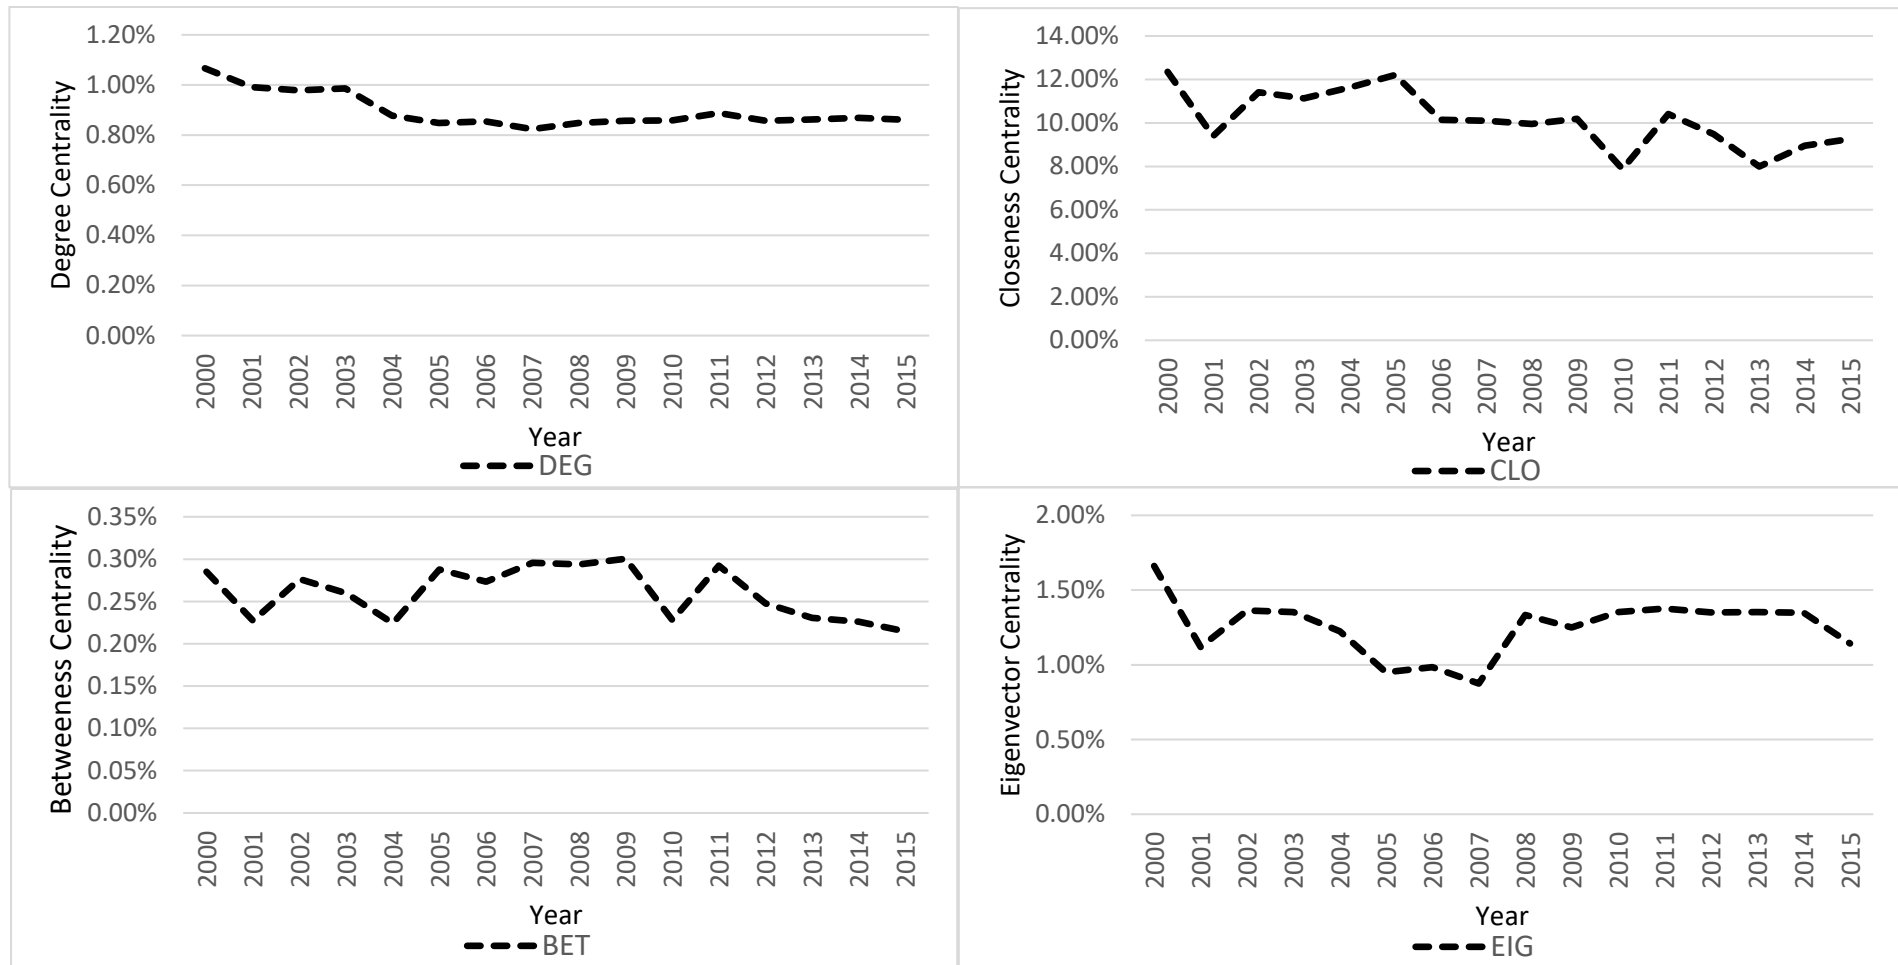 Degree Centrality
1.20%
1.00%
0.80%
0.60%
0.40%
0.20%
0.00%
2000 2001 2002 2003 2004 2005 2006 2007 2008 2009 2010 2011 2012 2013 2014 2015
Year
DEG
Closeness Centrality
14.00%
12.00%
10.00%
8.00%
6.00%
4.00%
2.00%
0.00%
2000 2001 2002 2003 2004 2005 2006 2007 2008 2009 2010 2011 2012 2013 2014 2015
Year
CLO
Betweeness Centrality
0.35%
0.30%
0.25%
0.20%
0.15%
0.10%
0.05%
0.00%
2000 2001 2002 2003 2004 2005 2006 2007 2008 2009 2010 2011 2012 2013 2014 2015
Year
BET
Eigenvector Centrality
2.00%
1.50%
1.00%
0.50%
0.00%
2000 2001 2002 2003 2004 2005 2006 2007 2008 2009 2010 2011 2012 2013 2014 2015
Year
EIG